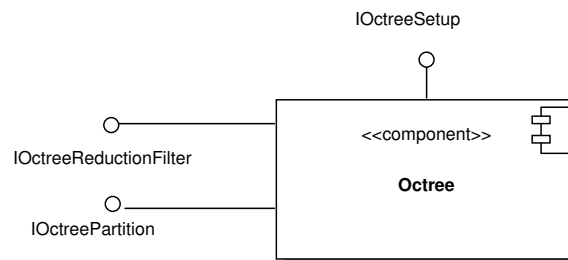 IOctreeSetup
<<component>>
IOctreeReductionFilter
Octree
IOctreePartition